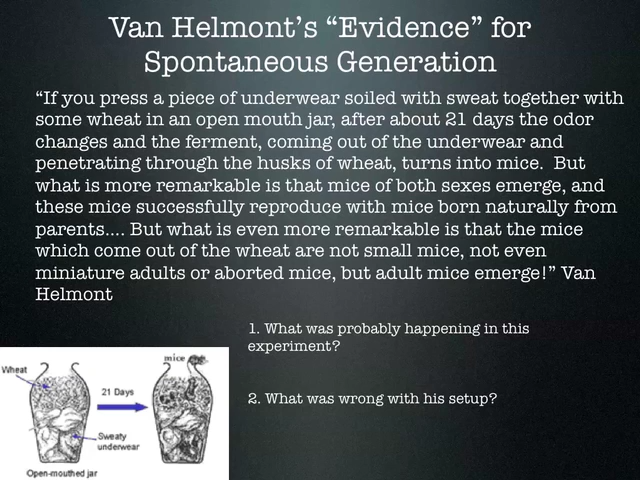 Van Helmont's “Evidence” for
Spontaneous Generation
“If you press a piece of underwear soiled with sweat together with
some wheat in an open mouth jar, after about 21 days the odor
changes and the ferment, coming out of the underwear and
penetrating through the husks of wheat, turns into mice.  But
what is more remarkable is that mice of both sexes emerge, and
these mice successfully reproduce with mice born naturally from
parents.... But what is even more remarkable is that the mice
which come out of the wheat are not small mice, not even
miniature adults or aborted mice, but adult mice emerge!” Van
Helmont
1. What was probably happening in this
experiment?
2. What was wrong with his setup?
mice
Wheat
21 Days
Sweaty
underwear
Open-mouthed jar